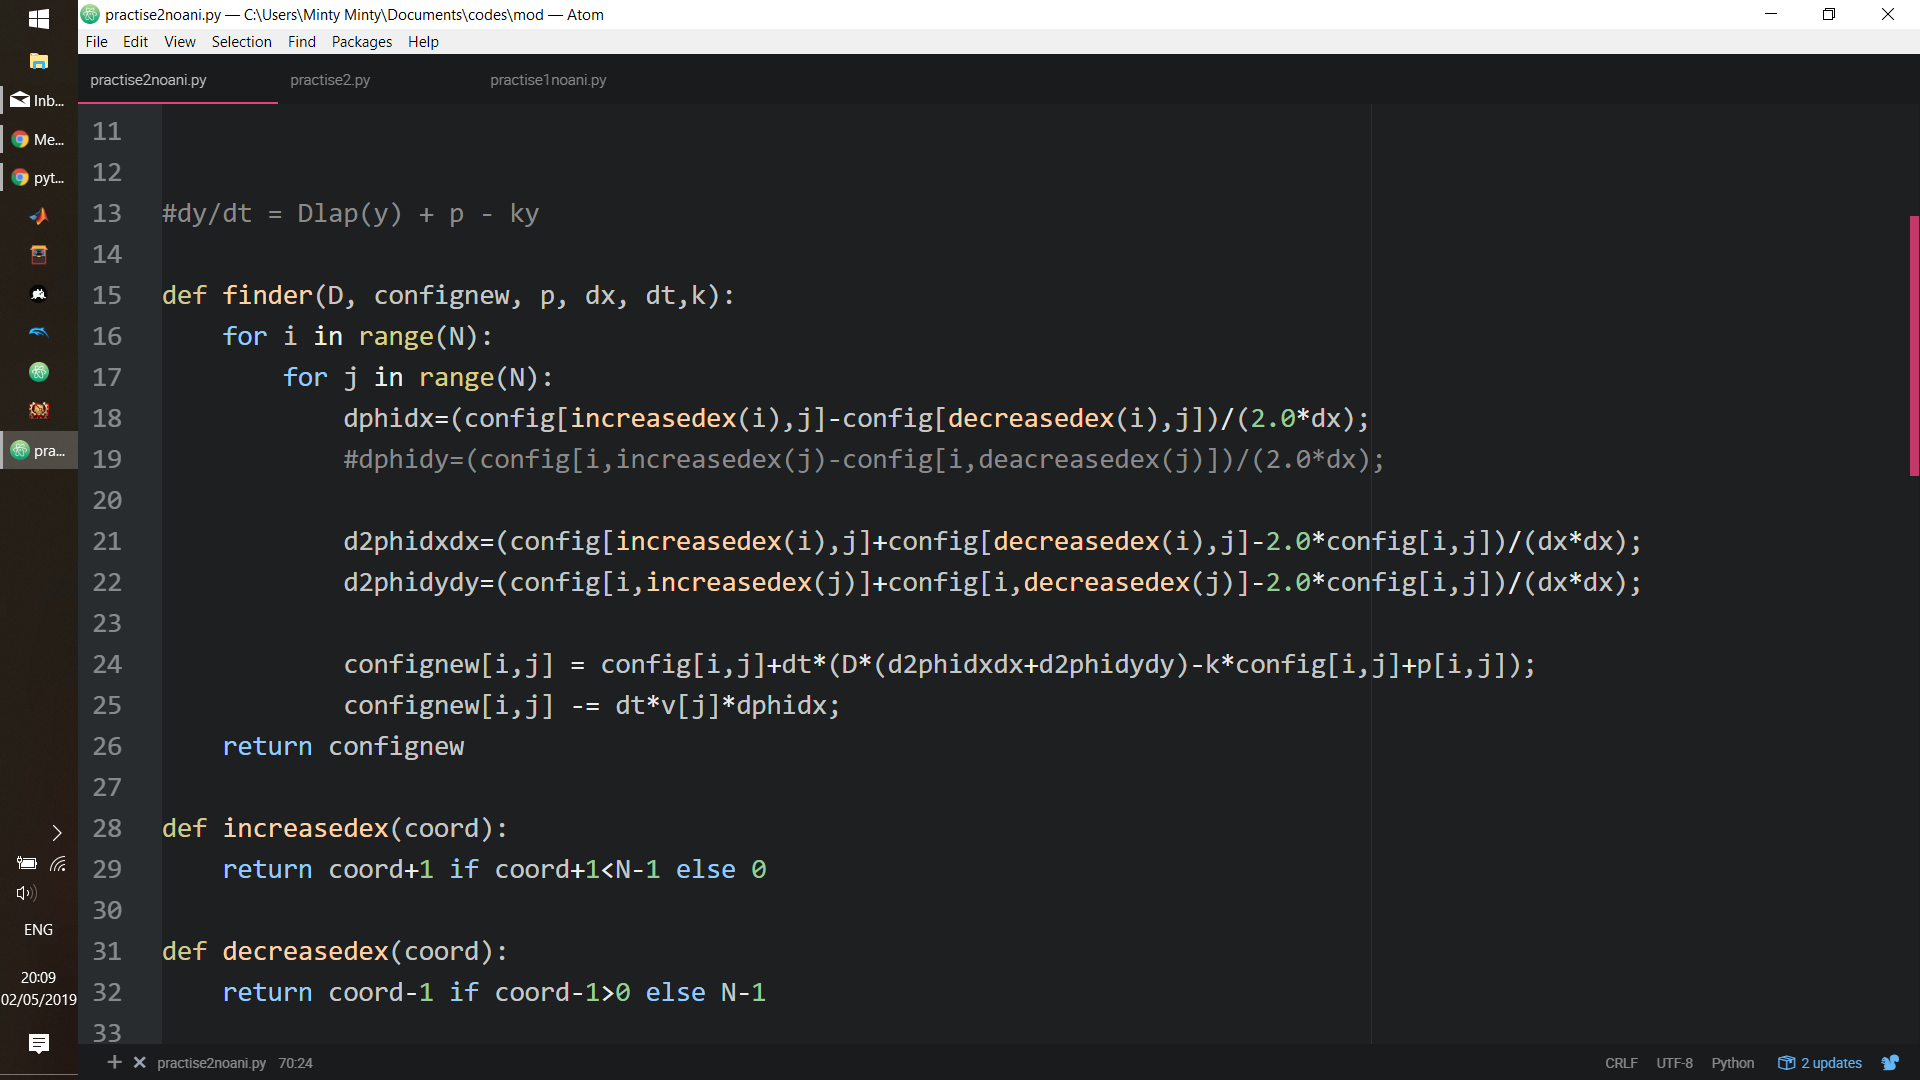 practise2noani.py — C:\Users\Minty Minty\Documents\codes\mod — Atom
File Edit View Selection Find Packages Help
practise2noani.py practise2.py practise1noani.py
Inb...
Me...
pyt...
pra...
ENG
20:09
02/05/2019
11
12
13 #dy/dt = Dlap(y) + p - ky
14
15 def finder(D, confignew, p, dx, dt,k):
16     for i in range(N):
17         for j in range(N):
18             dphidx=(config[increasedex(i),j]-config[decreasedex(i),j])/(2.0*dx);
19             #dphidy=(config[i,increasedex(j)-config[i,deacreasedex(j)])/(2.0*dx);
20
21             d2phidxdx=(config[increasedex(i),j]+config[decreasedex(i),j]-2.0*config[i,j])/(dx*dx);
22             d2phidydy=(config[i,increasedex(j)]+config[i,decreasedex(j)]-2.0*config[i,j])/(dx*dx);
23
24             confignew[i,j] = config[i,j]+dt*(D*(d2phidxdx+d2phidydy)-k*config[i,j]+p[i,j]);
25             confignew[i,j] -= dt*v[j]*dphidx;
26     return confignew
27
28 def increasedex(coord):
29     return coord+1 if coord+1<N-1 else 0
30
31 def decreasedex(coord):
32     return coord-1 if coord-1>0 else N-1
33
practise2noani.py 70:24
CRLF UTF-8 Python 2 updates